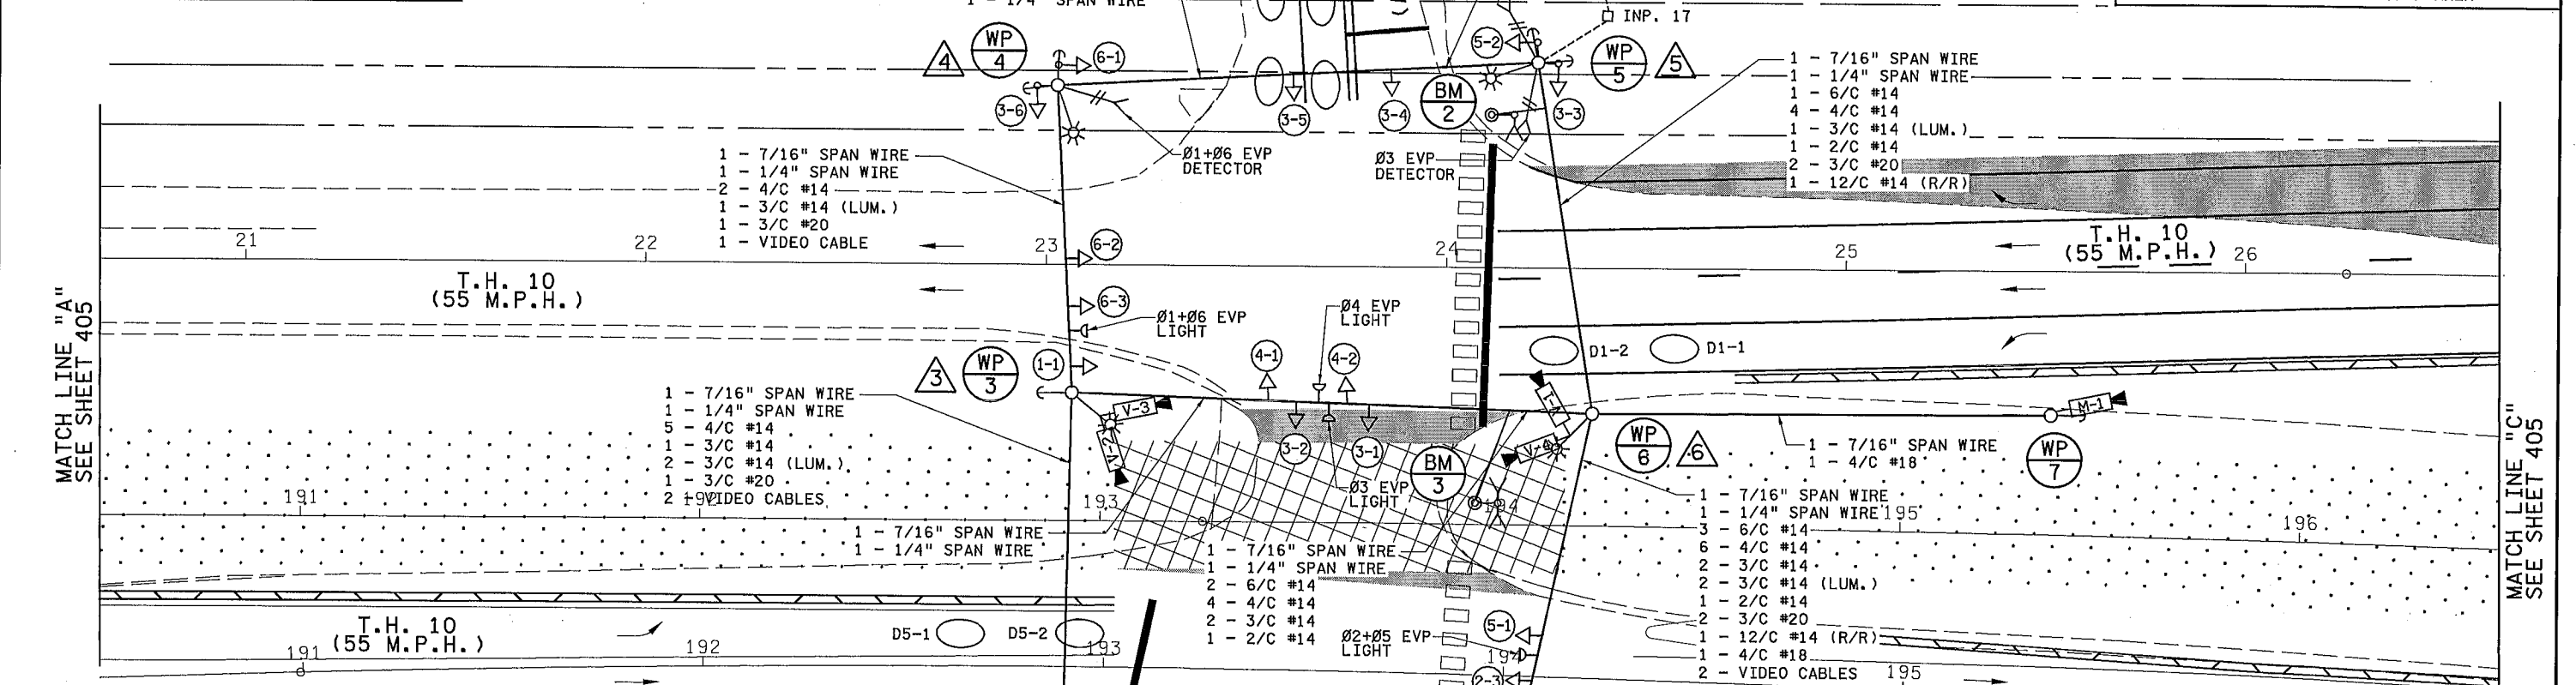 1 - 1/4" SPAN WIRE
INP. 17
WP
4
4
6-1
5-2
WP
5
5
3-6
3-5
3-4
3-3
BM
2
1 - 7/16" SPAN WIRE
1 - 1/4" SPAN WIRE
1 - 6/C #14
4 - 4/C #14
1 - 3/C #14 (LUM.)
1 - 2/C #14
2 - 3/C #20
1 - 12/C #14 (R/R)
1 - 7/16" SPAN WIRE
1 - 1/4" SPAN WIRE
2 - 4/C #14
1 - 3/C #14 (LUM.)
1 - 3/C #20
1 - VIDEO CABLE
Ø1+Ø6 EVP
DETECTOR
Ø3 EVP
DETECTOR
21
22
23
24
25
26
6-2
T.H. 10
(55 M.P.H.)
T.H. 10
(55 M.P.H.)
6-3
Ø1+Ø6 EVP
LIGHT
Ø4 EVP
LIGHT
MATCH LINE "A"
SEE SHEET 405
WP
3
3
1-1
4-1
4-2
D1-2
D1-1
1 - 7/16" SPAN WIRE
1 - 1/4" SPAN WIRE
5 - 4/C #14
1 - 3/C #14
2 - 3/C #14 (LUM.)
1 - 3/C #20
2 - VIDEO CABLES
V-3
V-2
3-2
3-1
V-1
V-4
M-1
BM
3
WP
6
6
WP
7
1 - 7/16" SPAN WIRE
1 - 4/C #18
Ø3 EVP
LIGHT
191
192
193
194
195
196
1 - 7/16" SPAN WIRE
1 - 1/4" SPAN WIRE
1 - 7/16" SPAN WIRE
1 - 1/4" SPAN WIRE
2 - 6/C #14
4 - 4/C #14
2 - 3/C #14
1 - 2/C #14
1 - 7/16" SPAN WIRE
1 - 1/4" SPAN WIRE
3 - 6/C #14
6 - 4/C #14
2 - 3/C #14
2 - 3/C #14 (LUM.)
1 - 2/C #14
2 - 3/C #20
1 - 12/C #14 (R/R)
1 - 4/C #18
2 - VIDEO CABLES
MATCH LINE "C"
SEE SHEET 405
T.H. 10
(55 M.P.H.)
D5-1
D5-2
Ø2+Ø5 EVP
LIGHT
5-1
2-3
191
192
193
194
195